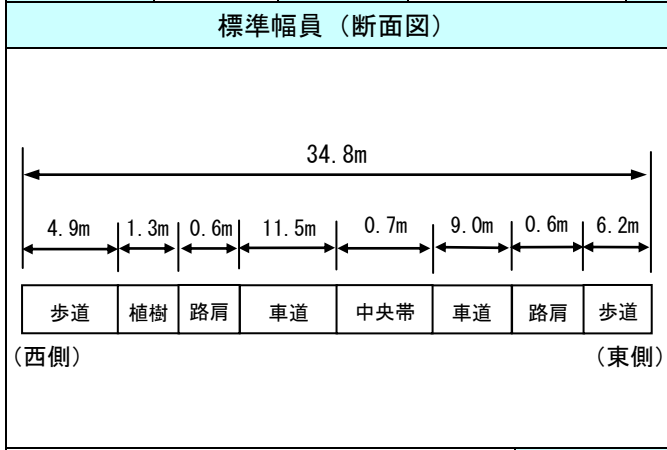 標準幅員（断面図）
34.8m
4.9m 1.3m 0.6m 11.5m 0.7m 9.0m 0.6m 6.2m
歩道 植樹 路肩 車道 中央帯 車道 路肩 歩道
（西側） （東側）